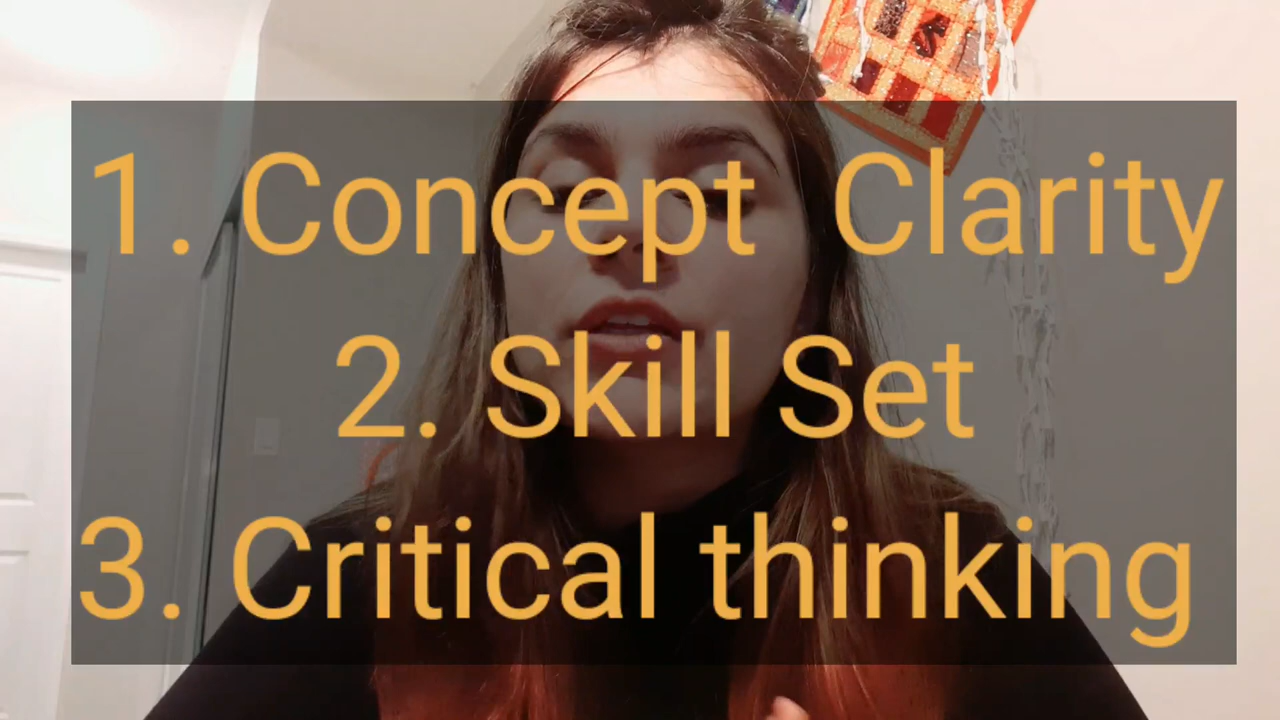 1. Concept  Clarity
2. Skill Set
3. Critical thinking